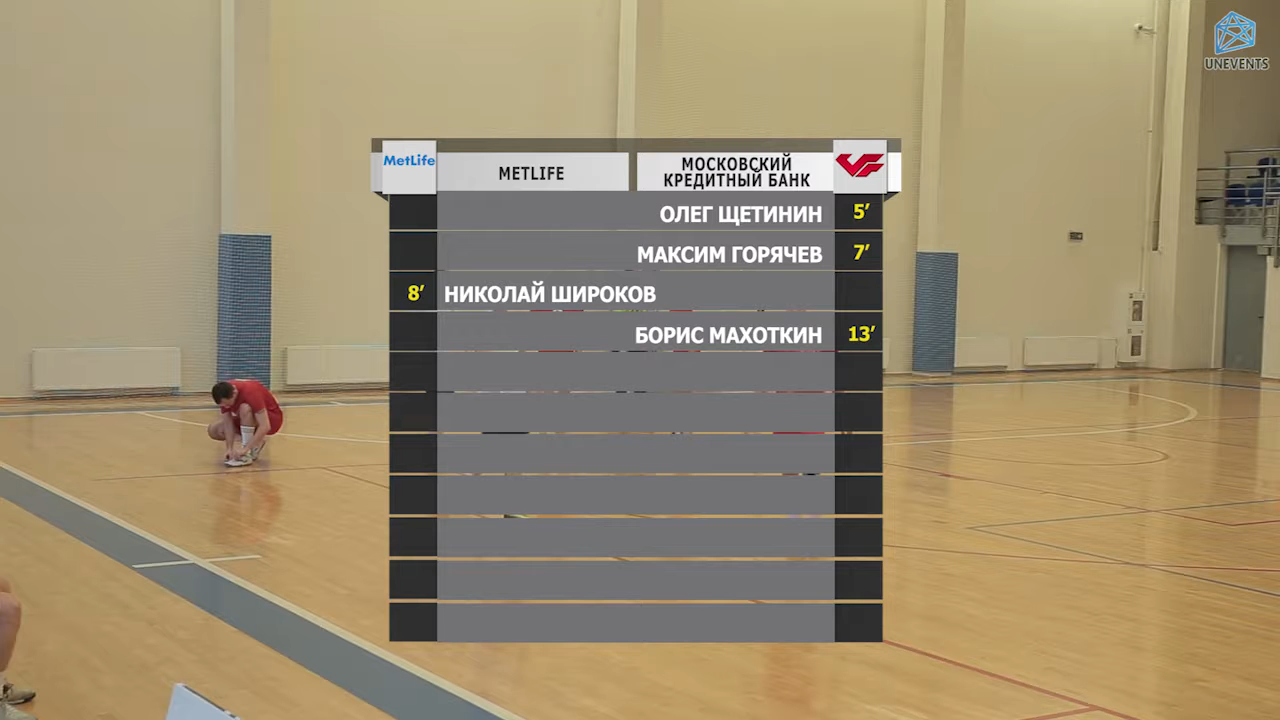 UNEVENTS
MetLife
METLIFE
МОСКОВСКИЙ
КРЕДИТНЫЙ БАНК
ОЛЕГ ЩЕТИНИН 5′
МАКСИМ ГОРЯЧЕВ 7′
8′ НИКОЛАЙ ШИРОКОВ
БОРИС МАХОТКИН 13′